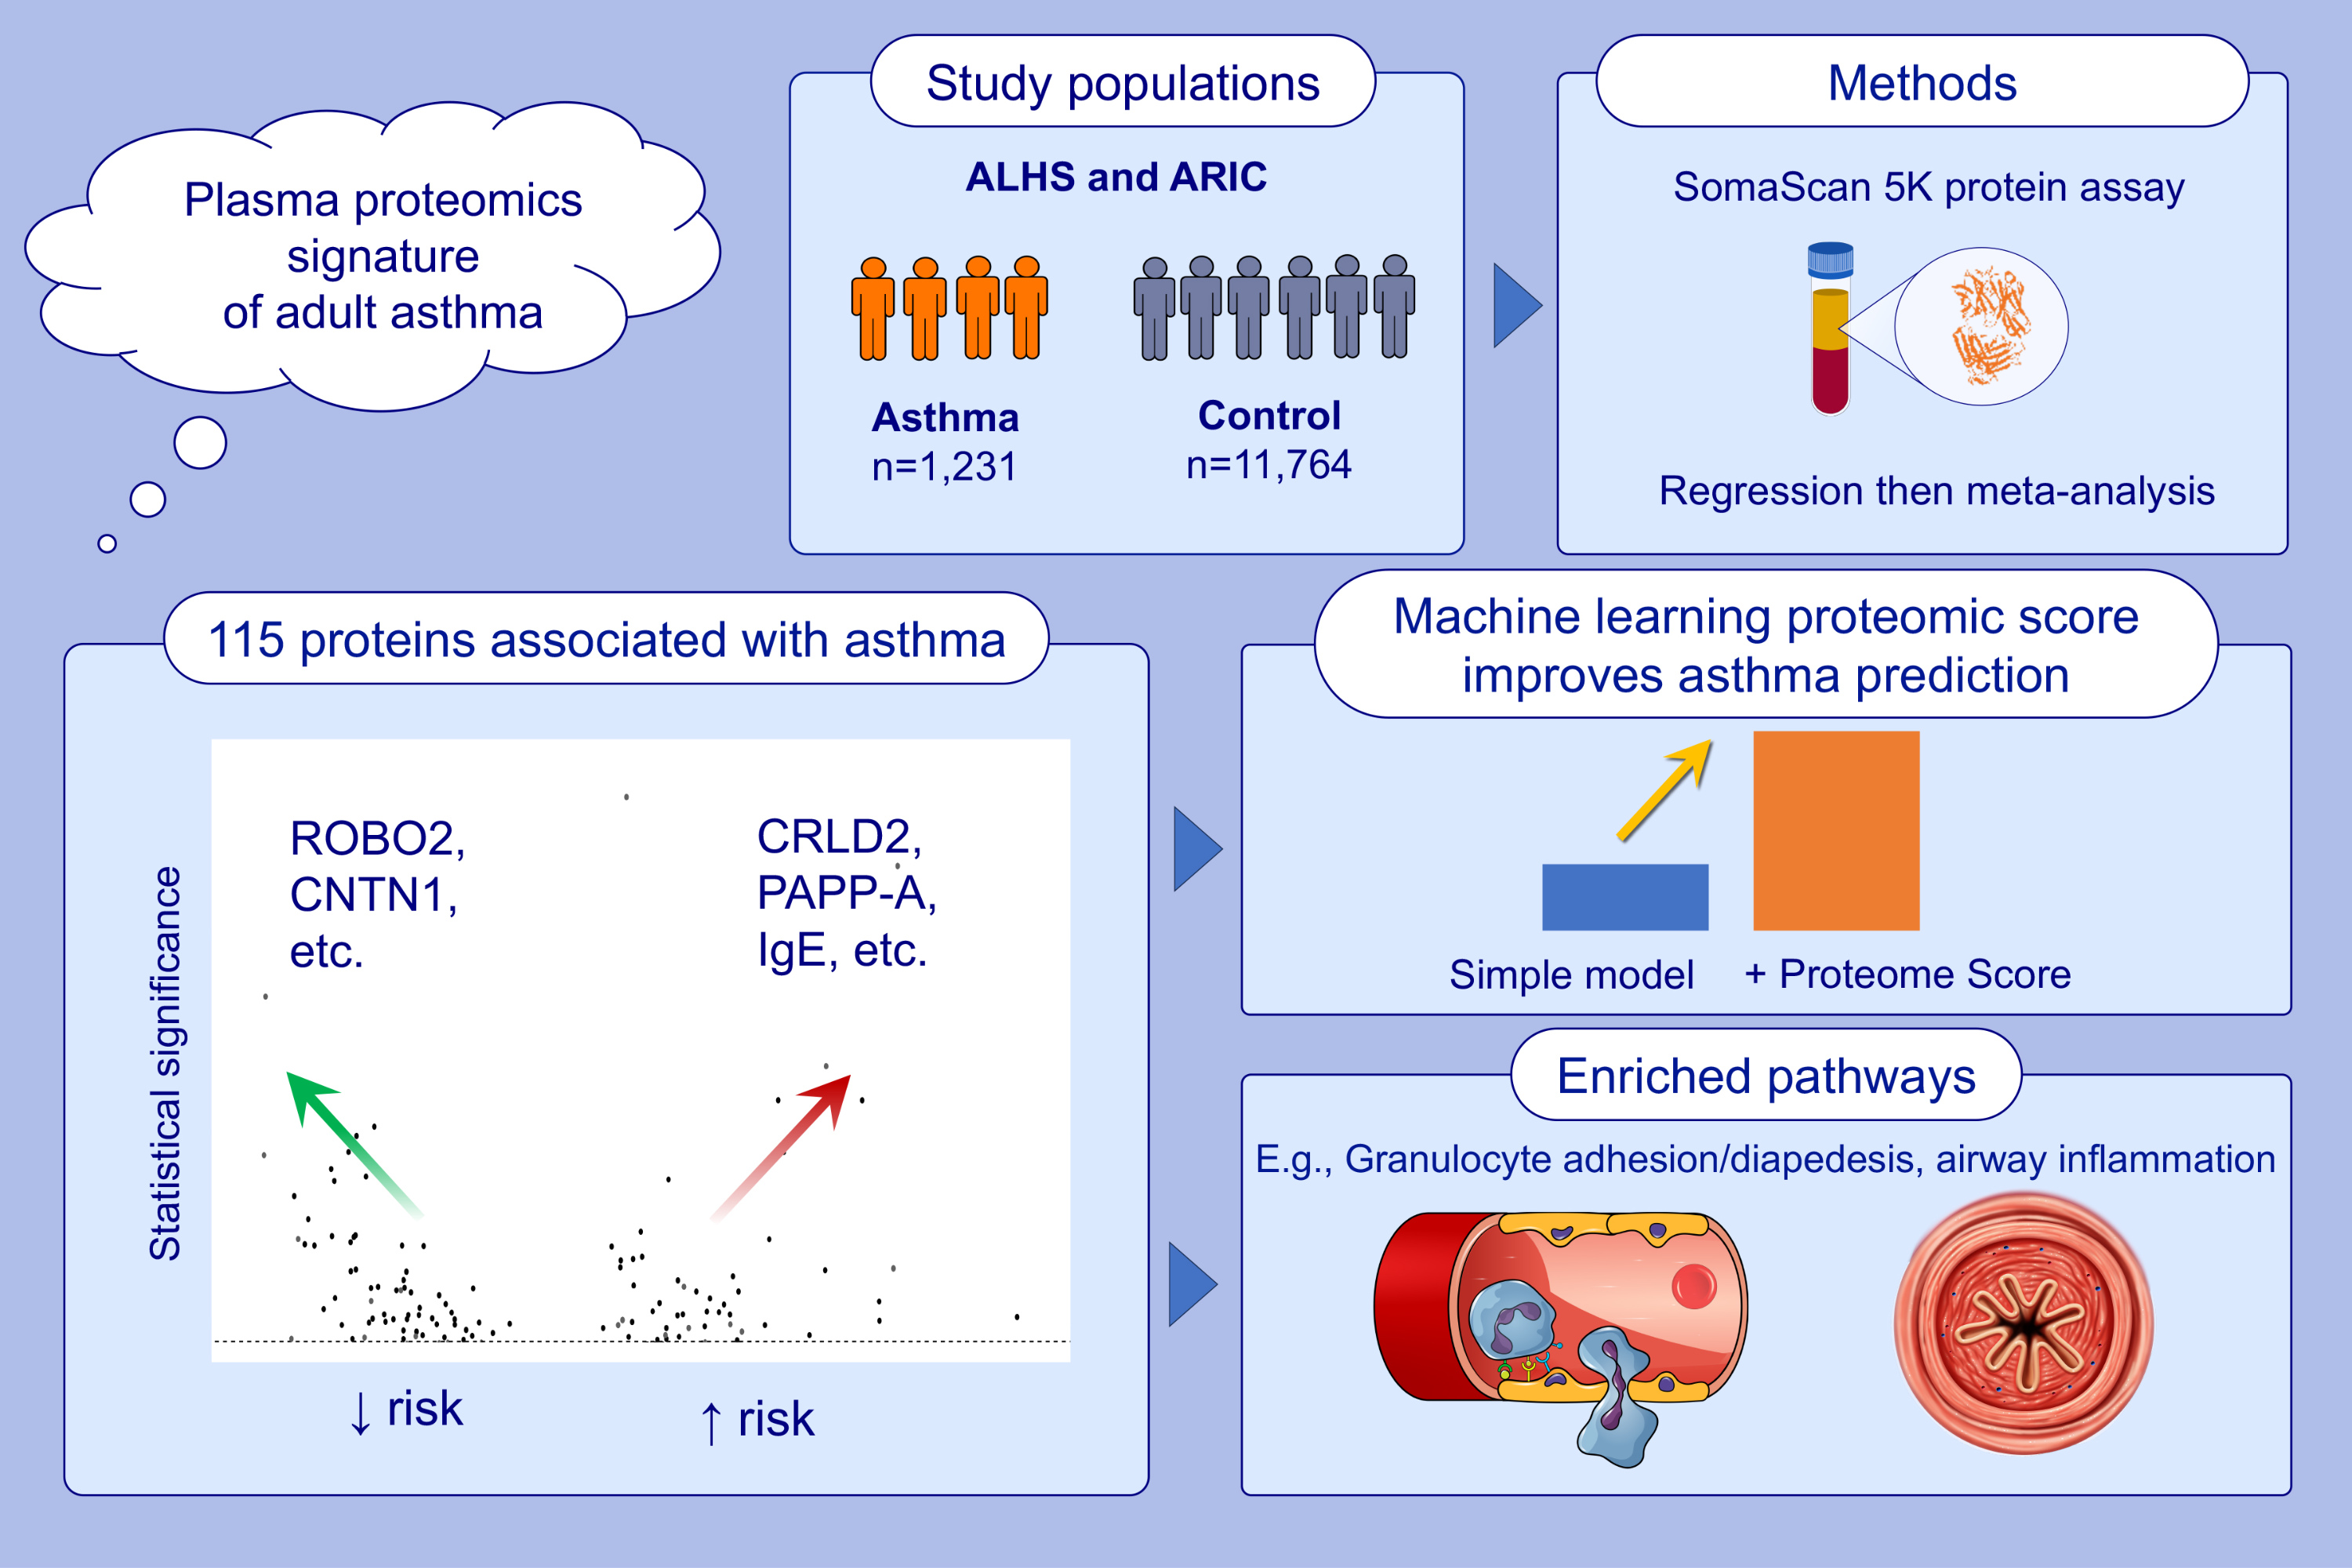 Plasma proteomics
signature
of adult asthma
Study populations
ALHS and ARIC
Asthma
n=1,231
Control
n=11,764
Methods
SomaScan 5K protein assay
Regression then meta-analysis
115 proteins associated with asthma
Statistical significance
ROBO2,
CNTN1,
etc.
CRLD2,
PAPP-A,
IgE, etc.
↓ risk
↑ risk
Machine learning proteomic score
improves asthma prediction
Simple model
+ Proteome Score
Enriched pathways
E.g., Granulocyte adhesion/diapedesis, airway inflammation